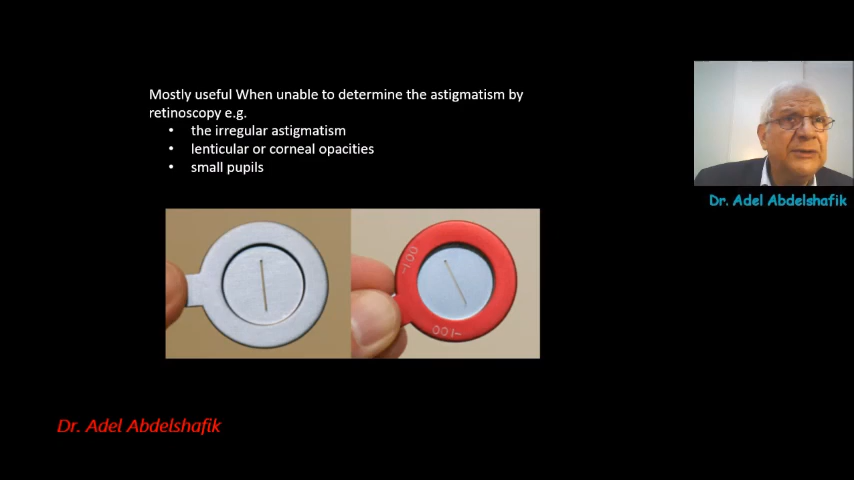 Mostly useful When unable to determine the astigmatism by
retinoscopy e.g.
• the irregular astigmatism
• lenticular or corneal opacities
• small pupils
Dr. Adel Abdelshafik
-100
-100
Dr. Adel Abdelshafik